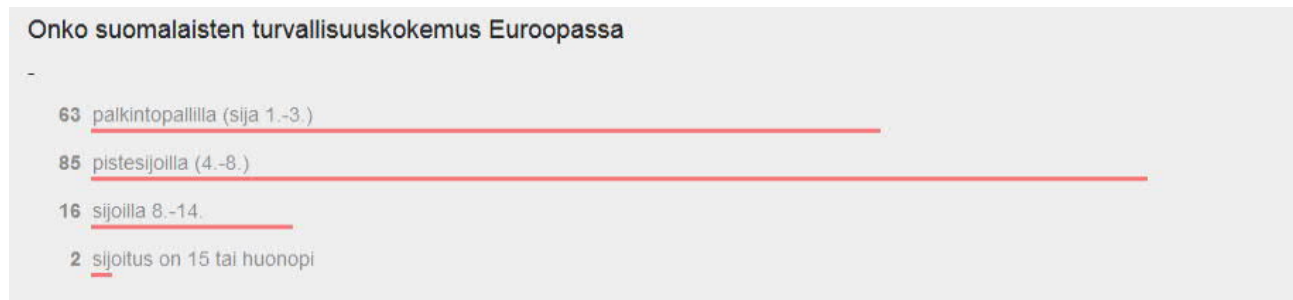 Onko suomalaisten turvallisuuskokemus Euroopassa
-
63 palkintopallilla (sija 1.-3.)
85 pistesijoilla (4.-8.)
16 sijoilla 8.-14.
2 sijoitus on 15 tai huonopi